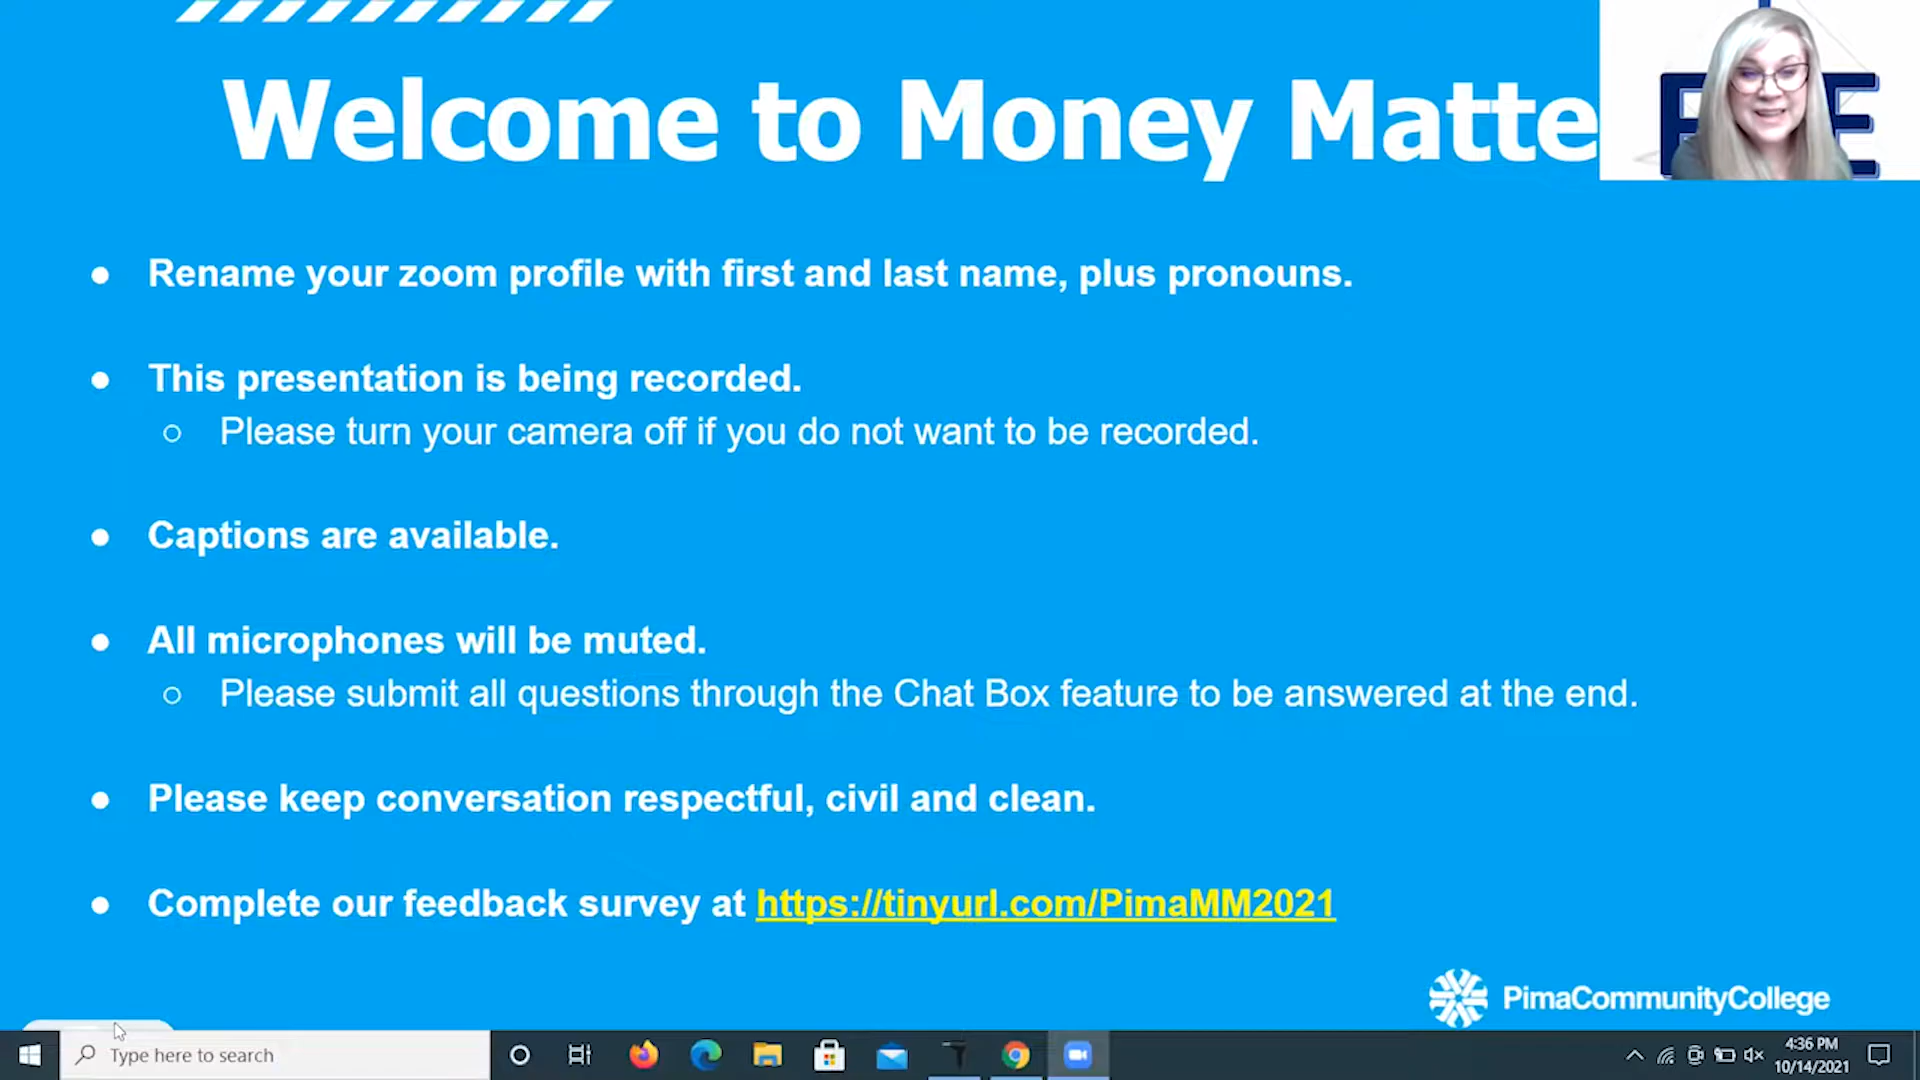 Welcome to Money Matte
Rename your zoom profile with first and last name, plus pronouns.
This presentation is being recorded.
Please turn your camera off if you do not want to be recorded.
Captions are available.
All microphones will be muted.
Please submit all questions through the Chat Box feature to be answered at the end.
Please keep conversation respectful, civil and clean.
Complete our feedback survey at https://tinyurl.com/PimaMM2021
PimaCommunityCollege
Type here to search
4:36 PM
10/14/2021